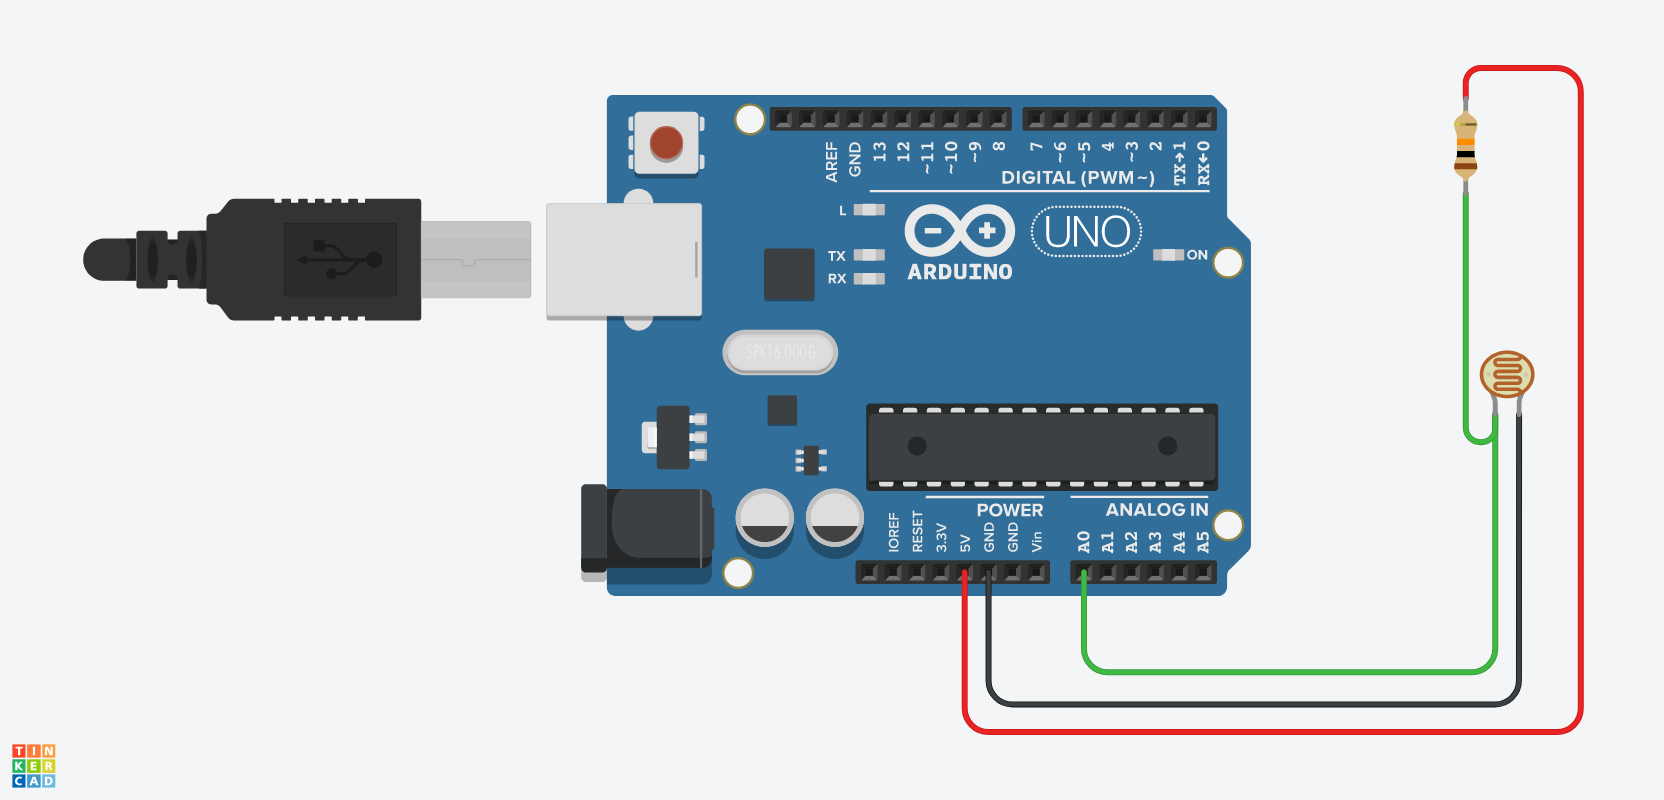 AREF
GND
13
12
~11
~10
~9
8
7
~6
~5
4
~3
2
TX→1
RX←0
DIGITAL (PWM~)
L
TX
RX
ARDUINO
UNO
ON
SPK16.000G
POWER
ANALOG IN
IOREF
RESET
3.3V
5V
GND
GND
Vin
A0
A1
A2
A3
A4
A5
TIN
KER
CAD